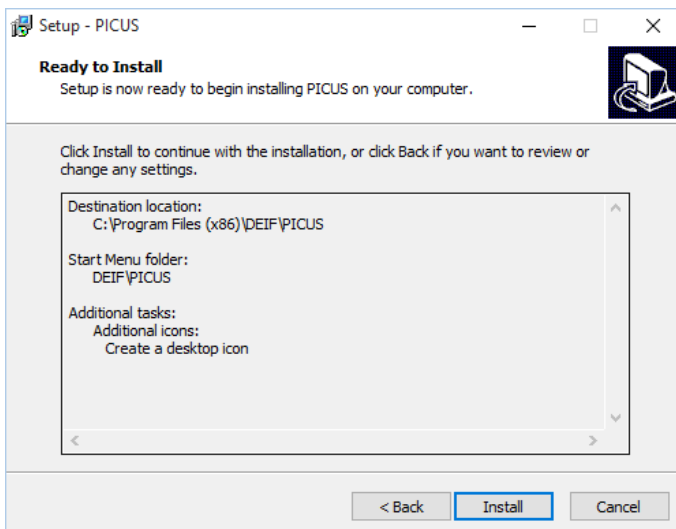 Setup - PICUS
Ready to Install
Setup is now ready to begin installing PICUS on your computer.
Click Install to continue with the installation, or click Back if you want to review or
change any settings.
Destination location:
C:\Program Files (x86)\DEIF\PICUS
Start Menu folder:
DEIF\PICUS
Additional tasks:
Additional icons:
Create a desktop icon
< Back
Install
Cancel